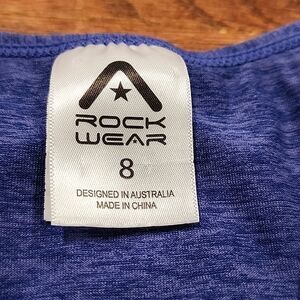 ROCK
WEAR
8
DESIGNED IN AUSTRALIA
MADE IN CHINA